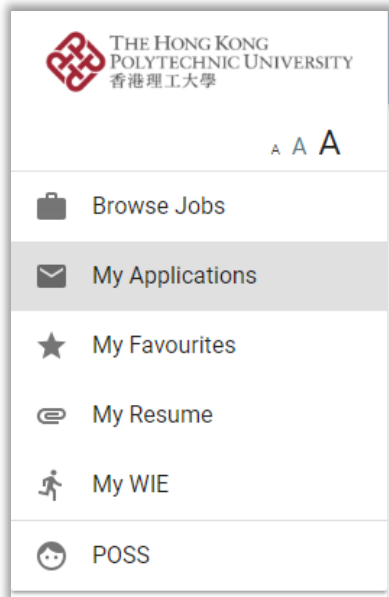 THE HONG KONG
POLYTECHNIC UNIVERSITY
香港理工大學
A A A
Browse Jobs
My Applications
My Favourites
My Resume
My WIE
POSS